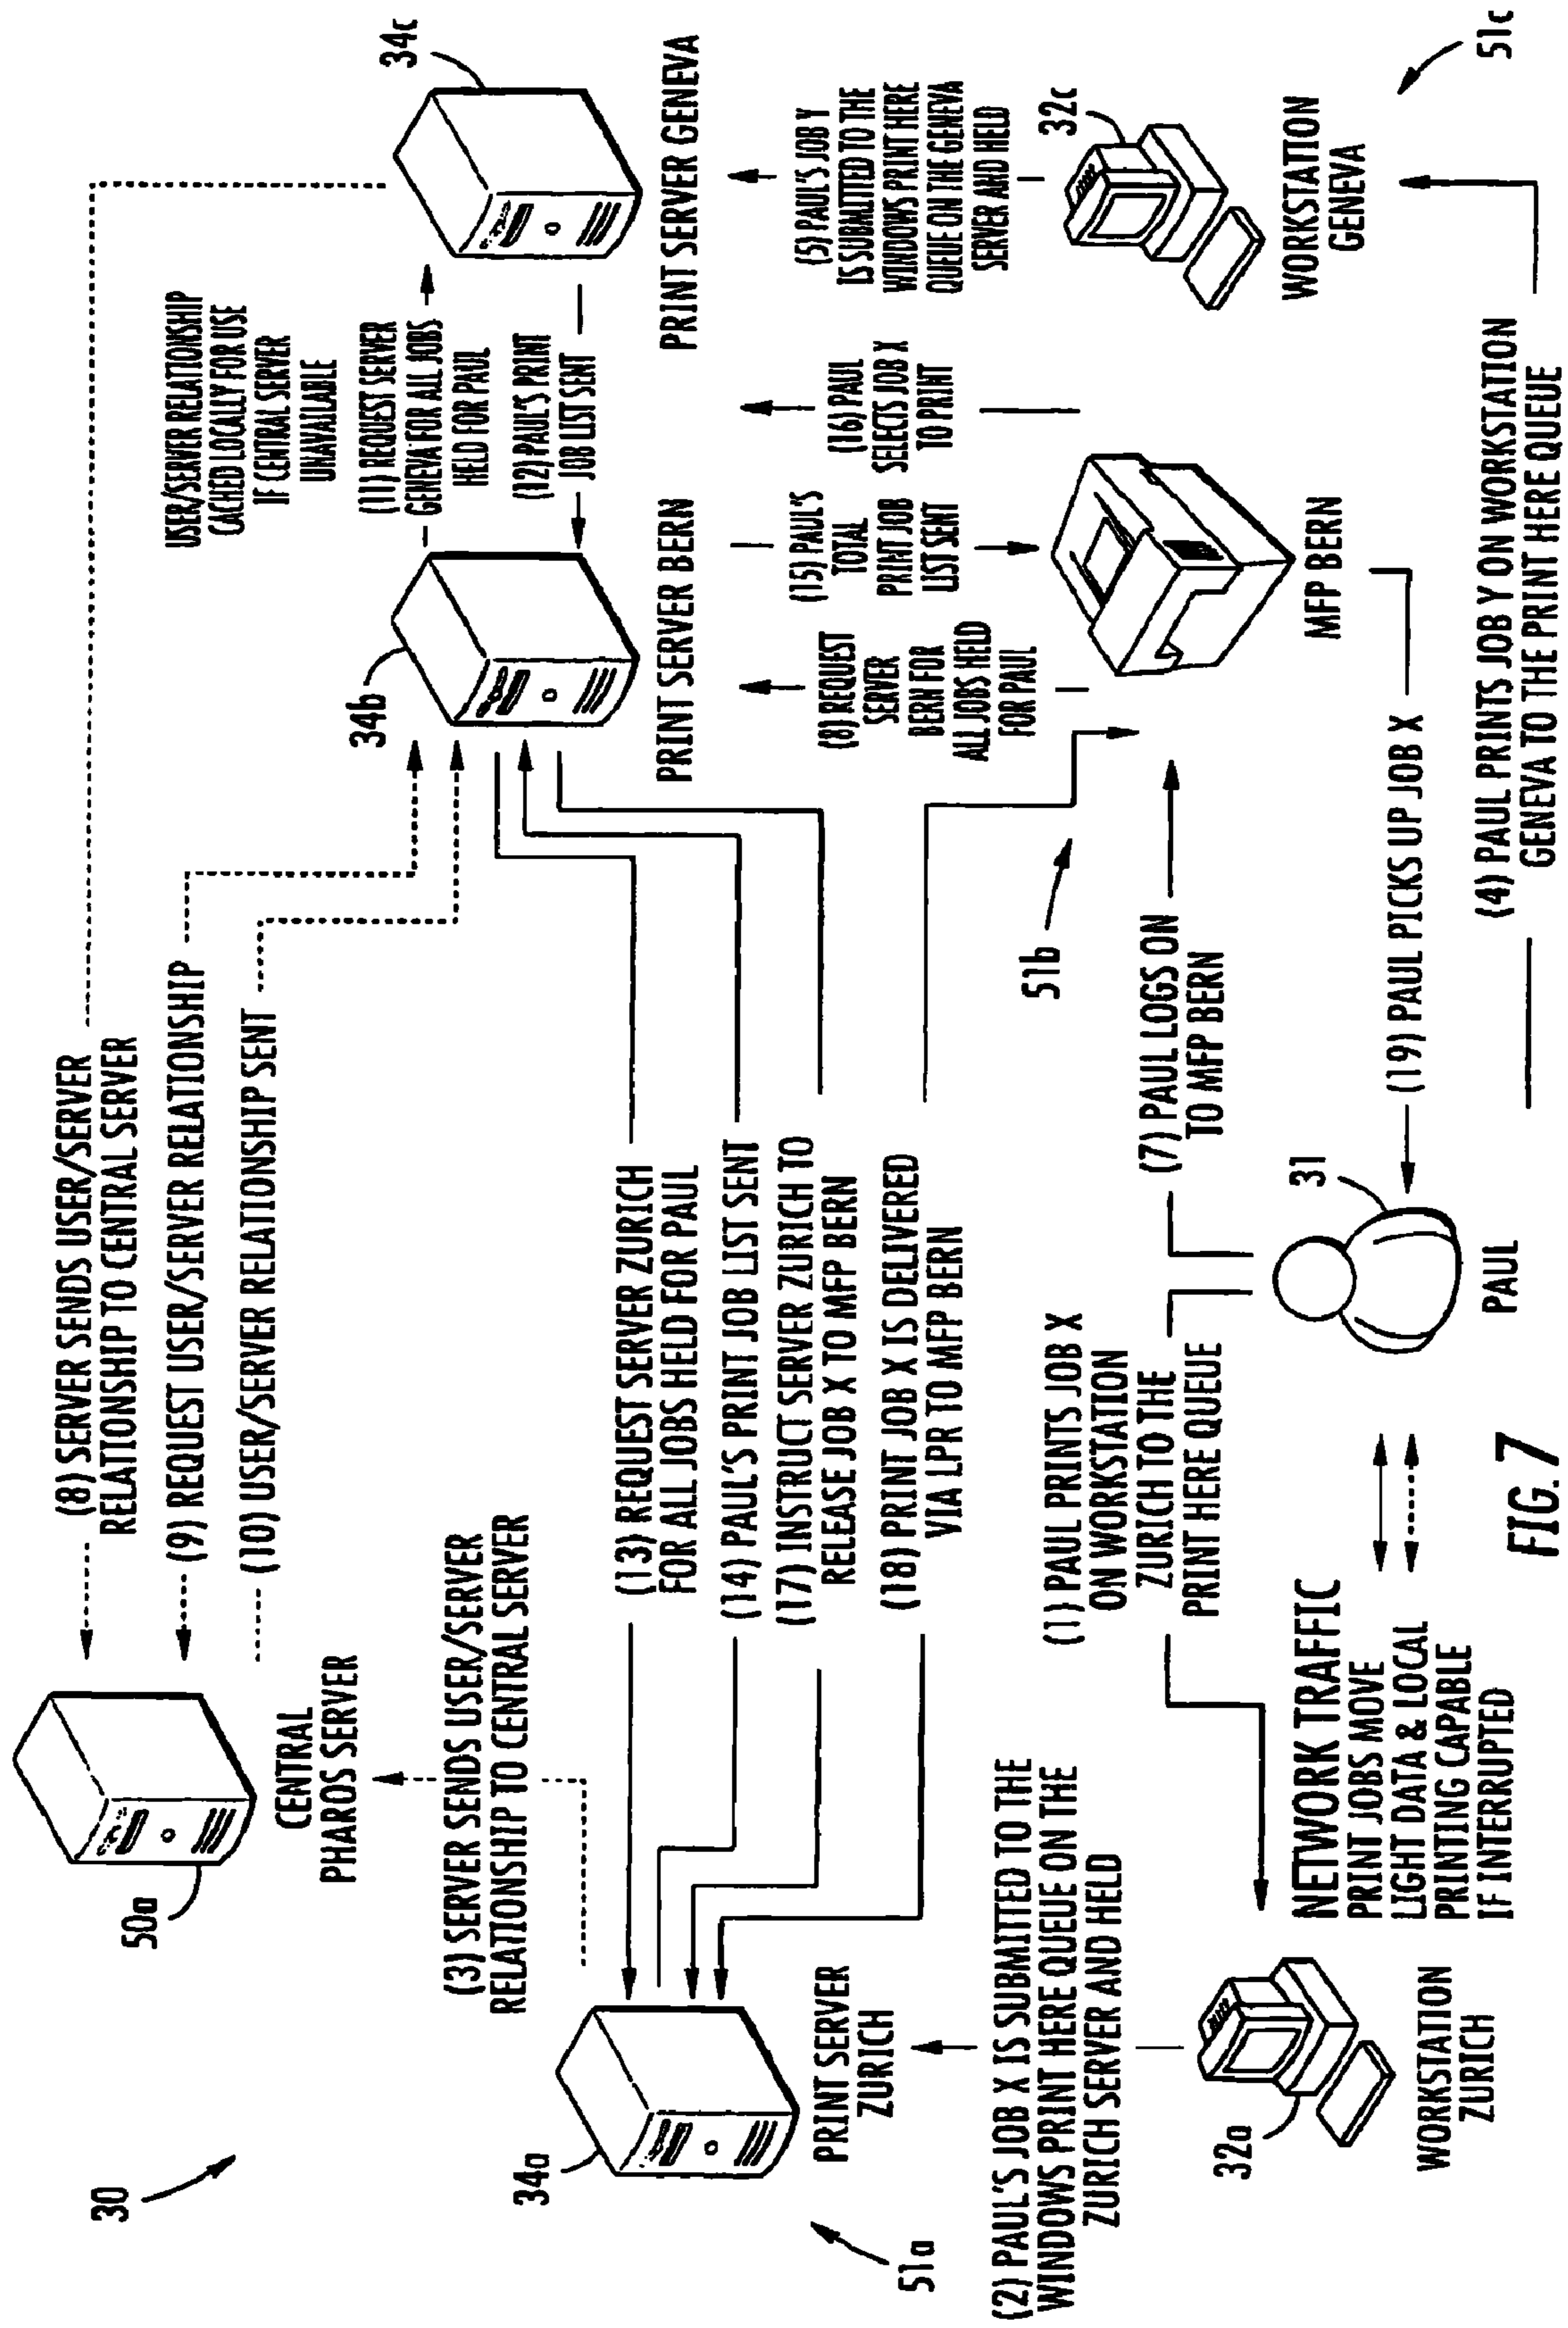 30
50a
CENTRAL
PHAROS SERVER
(8) SERVER SENDS USER/SERVER
RELATIONSHIP TO CENTRAL SERVER
(9) REQUEST USER/SERVER RELATIONSHIP
(10) USER/SERVER RELATIONSHIP SENT
USER/SERVER RELATIONSHIP
CACHED LOCALLY FOR USE
IF CENTRAL SERVER
UNAVAILABLE
34c
PRINT SERVER GENEVA
(11) REQUEST SERVER
GENEVA FOR ALL JOBS
HELD FOR PAUL
(12) PAUL'S PRINT
JOB LIST SENT
34b
PRINT SERVER BERN
(3) SERVER SENDS USER/SERVER
RELATIONSHIP TO CENTRAL SERVER
34a
PRINT SERVER
ZURICH
51a
(13) REQUEST SERVER ZURICH
FOR ALL JOBS HELD FOR PAUL
(14) PAUL'S PRINT JOB LIST SENT
(17) INSTRUCT SERVER ZURICH TO
RELEASE JOB X TO MFP BERN
(18) PRINT JOB X IS DELIVERED
VIA LPR TO MFP BERN
(8) REQUEST
SERVER
BERN FOR
ALL JOBS HELD
FOR PAUL
(15) PAUL'S
TOTAL
PRINT JOB
LIST SENT
(16) PAUL
SELECTS JOB X
TO PRINT
(5) PAUL'S JOB Y
IS SUBMITTED TO THE
WINDOWS PRINT HERE
QUEUE ON THE GENEVA
SERVER AND HELD
(2) PAUL'S JOB X IS SUBMITTED TO THE
WINDOWS PRINT HERE QUEUE ON THE
ZURICH SERVER AND HELD
32a
WORKSTATION
ZURICH
(1) PAUL PRINTS JOB X
ON WORKSTATION
ZURICH TO THE
PRINT HERE QUEUE
(7) PAUL LOGS ON
TO MFP BERN
51b
MFP BERN
32c
WORKSTATION
GENEVA
51c
31
PAUL
(19) PAUL PICKS UP JOB X
(4) PAUL PRINTS JOB Y ON WORKSTATION
GENEVA TO THE PRINT HERE QUEUE
NETWORK TRAFFIC
PRINT JOBS MOVE
LIGHT DATA & LOCAL
PRINTING CAPABLE
IF INTERRUPTED
FIG. 7